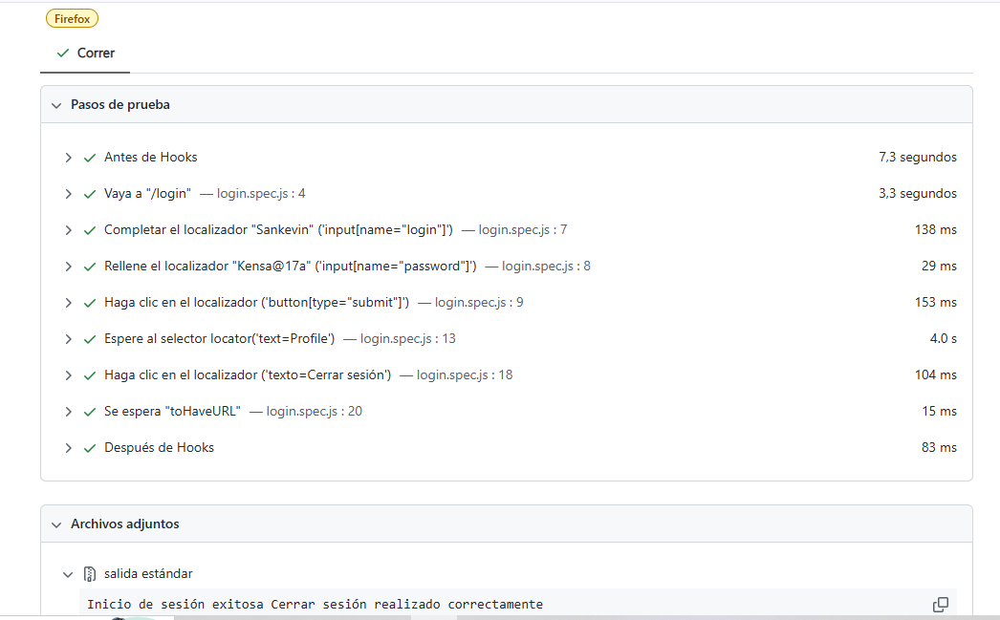 Firefox
Correr
Pasos de prueba
Antes de Hooks 7,3 segundos
Vaya a "/login" — login.spec.js : 4 3,3 segundos
Completar el localizador "Sankevin" ('input[name="login"]') — login.spec.js : 7 138 ms
Rellene el localizador "Kensa@17a" ('input[name="password"]') — login.spec.js : 8 29 ms
Haga clic en el localizador ('button[type="submit"]') — login.spec.js : 9 153 ms
Espere al selector locator('text=Profile') — login.spec.js : 13 4.0 s
Haga clic en el localizador ('texto=Cerrar sesión') — login.spec.js : 18 104 ms
Se espera "toHaveURL" — login.spec.js : 20 15 ms
Después de Hooks 83 ms
Archivos adjuntos
salida estándar
Inicio de sesión exitosa Cerrar sesión realizado correctamente